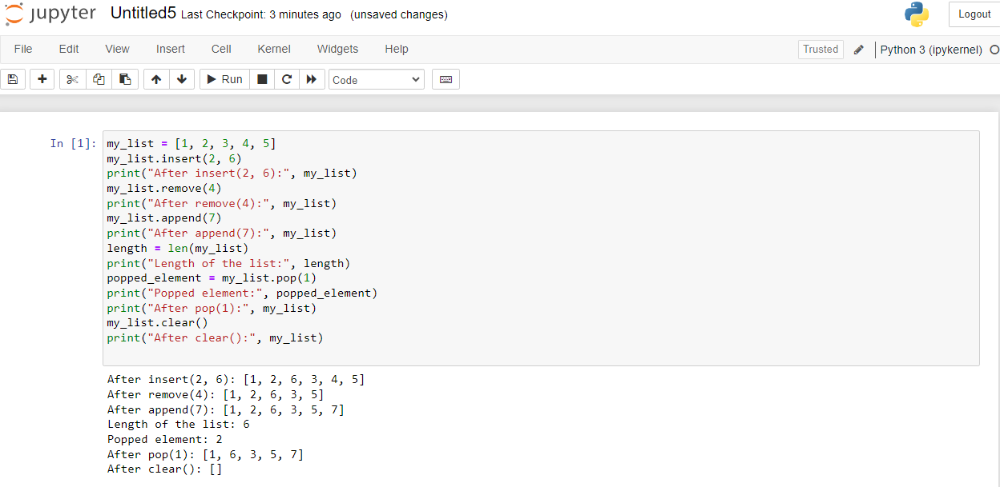 jupyter Untitled5 Last Checkpoint: 3 minutes ago (unsaved changes) Logout
File Edit View Insert Cell Kernel Widgets Help Trusted Python 3 (ipykernel)
Run Code
In [1]: my_list = [1, 2, 3, 4, 5]
my_list.insert(2, 6)
print("After insert(2, 6):", my_list)
my_list.remove(4)
print("After remove(4):", my_list)
my_list.append(7)
print("After append(7):", my_list)
length = len(my_list)
print("Length of the list:", length)
popped_element = my_list.pop(1)
print("Popped element:", popped_element)
print("After pop(1):", my_list)
my_list.clear()
print("After clear():", my_list)
After insert(2, 6): [1, 2, 6, 3, 4, 5]
After remove(4): [1, 2, 6, 3, 5]
After append(7): [1, 2, 6, 3, 5, 7]
Length of the list: 6
Popped element: 2
After pop(1): [1, 6, 3, 5, 7]
After clear(): []